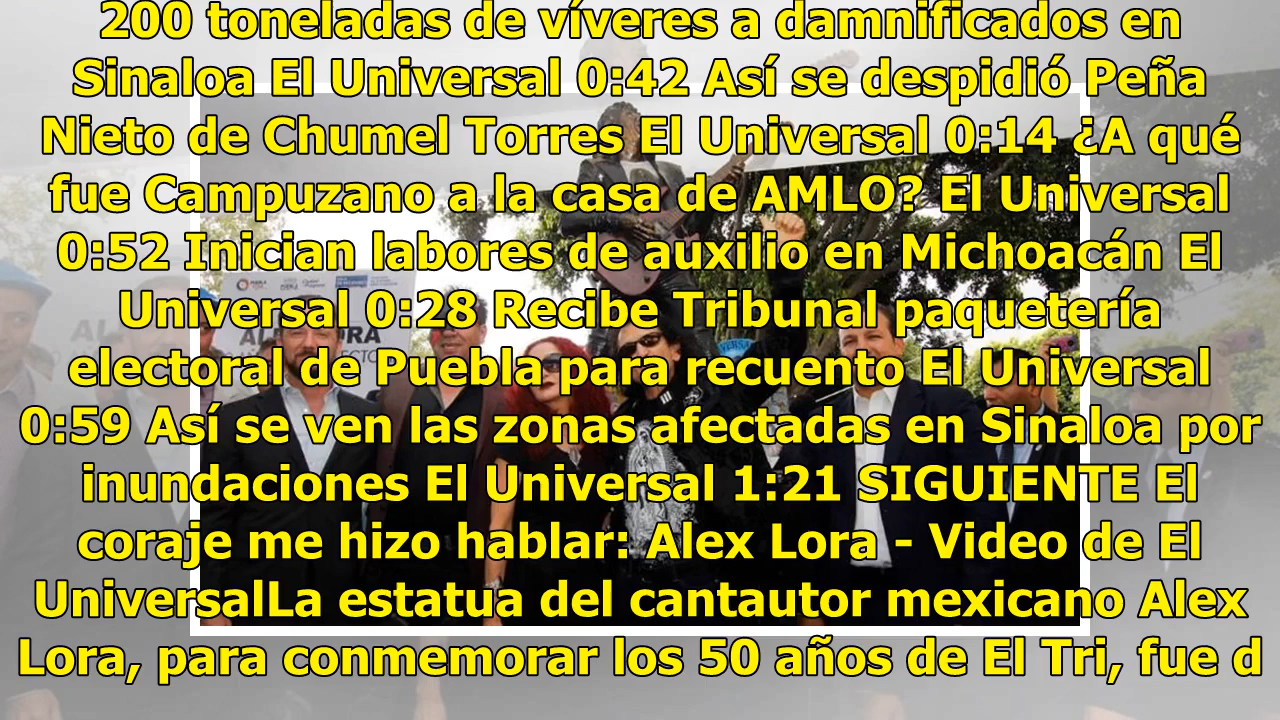 200 toneladas de víveres a damnificados en
Sinaloa El Universal 0:42 Así se despidió Peña
Nieto de Chumel Torres El Universal 0:14 ¿A qué
fue Campuzano a la casa de AMLO? El Universal
0:52 Inician labores de auxilio en Michoacán El
Universal 0:28 Recibe Tribunal paquetería
electoral de Puebla para recuento El Universal
0:59 Así se ven las zonas afectadas en Sinaloa por
inundaciones El Universal 1:21 SIGUIENTE El
coraje me hizo hablar: Alex Lora - Video de El
UniversalLa estatua del cantautor mexicano Alex
Lora, para conmemorar los 50 años de El Tri, fue d